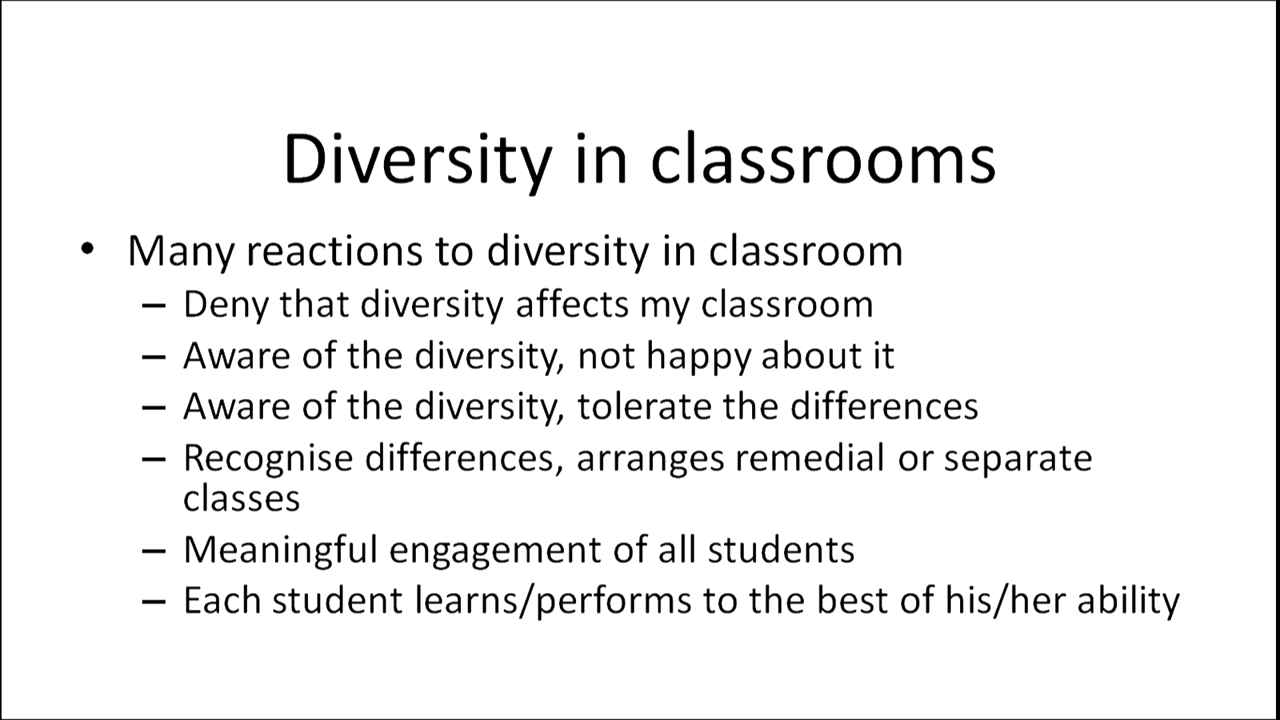 Diversity in classrooms
• Many reactions to diversity in classroom
– Deny that diversity affects my classroom
– Aware of the diversity, not happy about it
– Aware of the diversity, tolerate the differences
– Recognise differences, arranges remedial or separate
classes
– Meaningful engagement of all students
– Each student learns/performs to the best of his/her ability